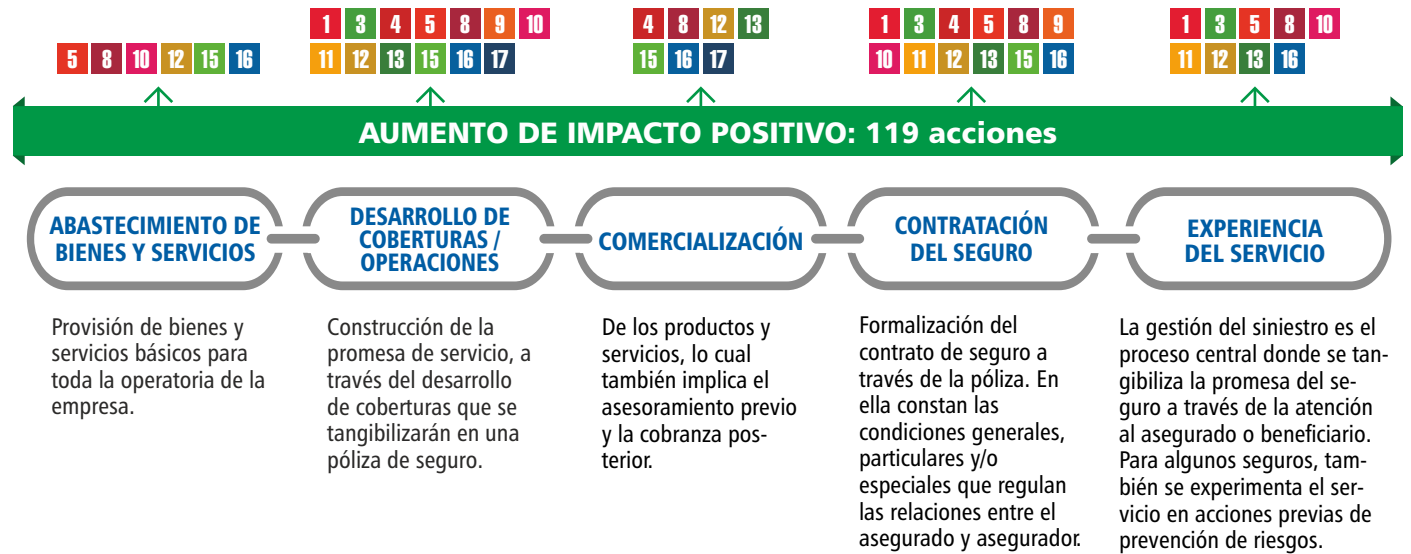 1 3 4 5 8 9 10
4 8 12 13
1 3 4 5 8 9
1 3 5 8 10
5 8 10 12 15 16
11 12 13 15 16 17
15 16 17
10 11 12 13 15 16
11 12 13 16
AUMENTO DE IMPACTO POSITIVO: 119 acciones
ABASTECIMIENTO DE
BIENES Y SERVICIOS
DESARROLLO DE
COBERTURAS /
OPERACIONES
COMERCIALIZACIÓN
CONTRATACIÓN
DEL SEGURO
EXPERIENCIA
DEL SERVICIO
Provisión de bienes y
servicios básicos para
toda la operatoria de la
empresa.
Construcción de la
promesa de servicio, a
través del desarrollo
de coberturas que se
tangibilizarán en una
póliza de seguro.
De los productos y
servicios, lo cual
también implica el
asesoramiento previo
y la cobranza pos-
terior.
Formalización del
contrato de seguro a
través de la póliza. En
ella constan las
condiciones generales,
particulares y/o
especiales que regulan
las relaciones entre el
asegurado y asegurador.
La gestión del siniestro es el
proceso central donde se tan-
gibiliza la promesa del se-
guro a través de la atención
al asegurado o beneficiario.
Para algunos seguros, tam-
bién se experimenta el ser-
vicio en acciones previas de
prevención de riesgos.